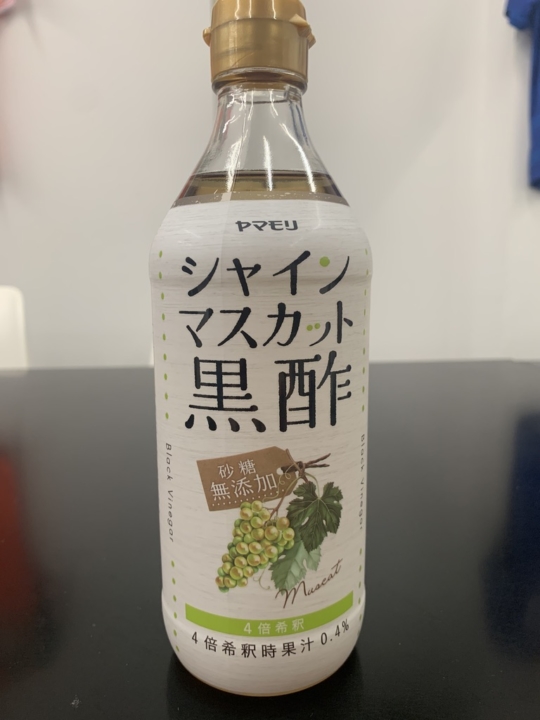 ヤマモリ
シャイン
マスカット
黒酢
Black Vinegar
Black Vinegar
砂糖
無添加
Muscat
4倍希釈
4倍希釈時果汁0.4%